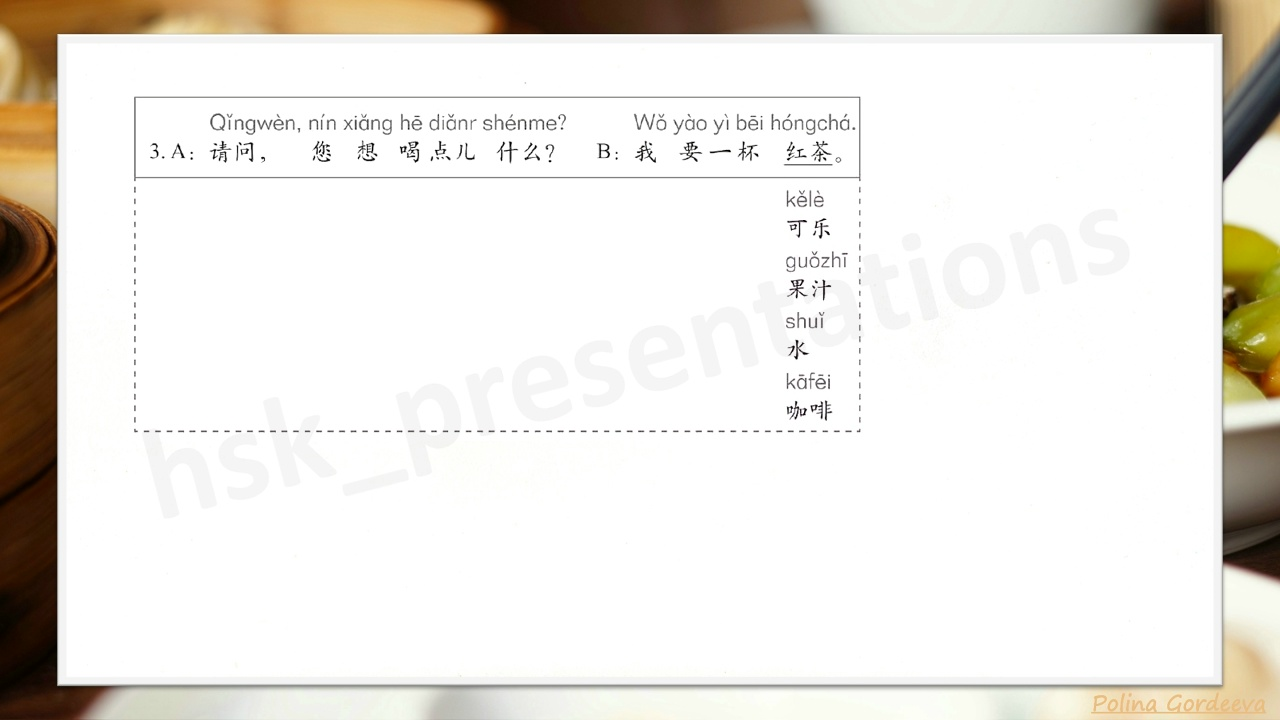 Qǐngwèn, nín xiǎng hē diǎnr shénme? Wǒ yào yì bēi hóngchá.
3. A: 请问, 您 想 喝点儿 什么? B: 我 要一杯 红茶。
kělè
可乐
guǒzhī
果汁
shuǐ
水
kāfēi
咖啡
hsk_presentations
Polina Gordeeva